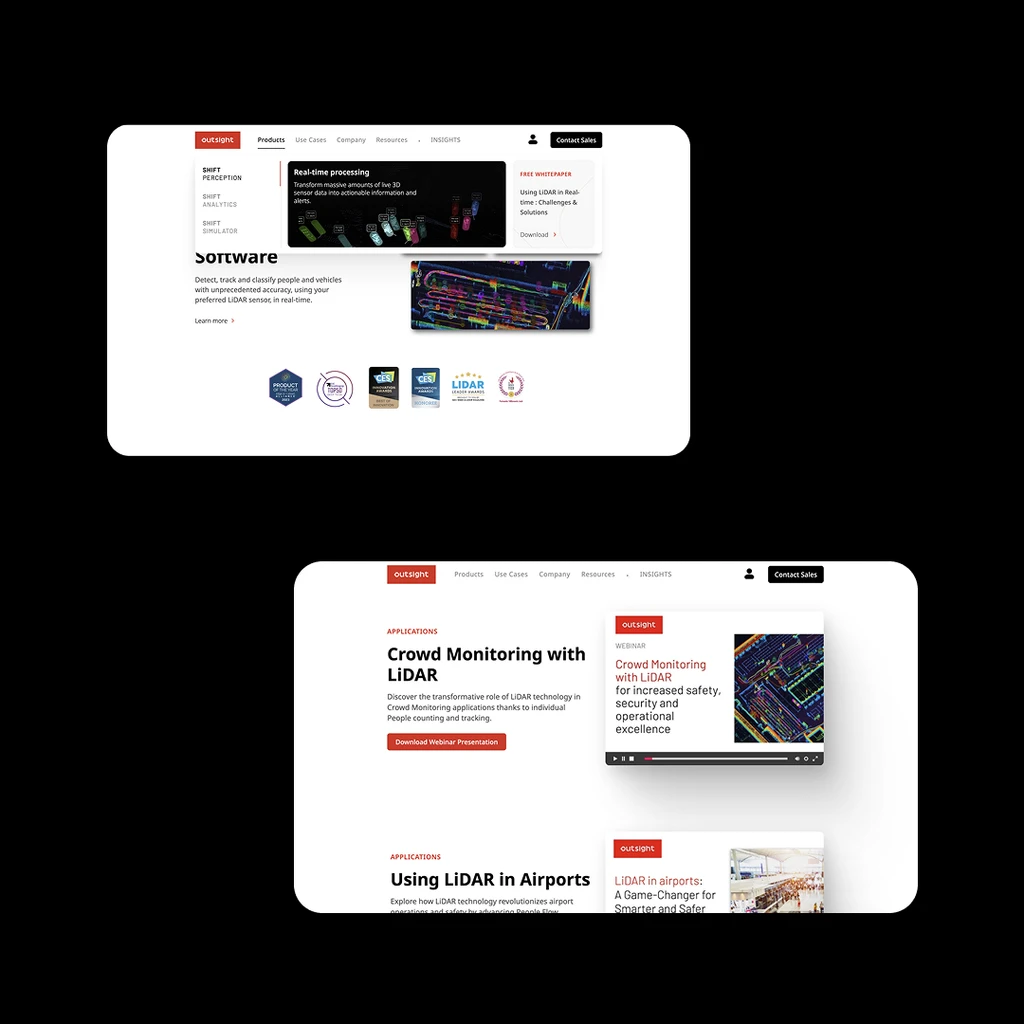 outsight
Products
Use Cases
Company
Resources
INSIGHTS
Contact Sales
SHIFT
PERCEPTION
SHIFT
ANALYTICS
SHIFT
SIMULATOR
Real-time processing
Transform massive amounts of live 3D
sensor data into actionable information and
alerts.
FREE WHITEPAPER
Using LiDAR in Real-
time : Challenges &
Solutions
Download
Software
Detect, track and classify people and vehicles
with unprecedented accuracy, using your
preferred LiDAR sensor, in real-time.
Learn more
PRODUCT
OF THE YEAR
TOP50
CES
INNOVATION
AWARDS
CES
INNOVATION
AWARDS
HONOREE
LIDAR
LEADER AWARDS
outsight
Products
Use Cases
Company
Resources
INSIGHTS
Contact Sales
APPLICATIONS
Crowd Monitoring with
LiDAR
Discover the transformative role of LiDAR technology in
Crowd Monitoring applications thanks to individual
People counting and tracking.
Download Webinar Presentation
outsight
WEBINAR
Crowd Monitoring
with LiDAR
for increased safety,
security and
operational
excellence
APPLICATIONS
Using LiDAR in Airports
Explore how LiDAR technology revolutionizes airport
operations and safety by advancing People Flow
outsight
LiDAR in airports:
A Game-Changer for
Smarter and Safer